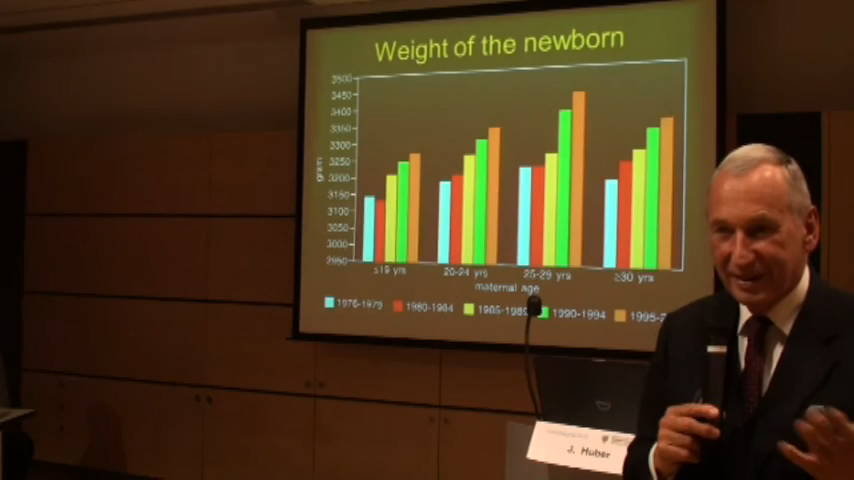 Weight of the newborn
3500
3450
3400
3350
3300
3250
3200
3150
3100
3050
3000
2950
gram
≤19 yrs 20-24 yrs 25-29 yrs ≥30 yrs
maternal age
1976-1979 1980-1984 1985-1989 1990-1994 1995-2
J. Huber